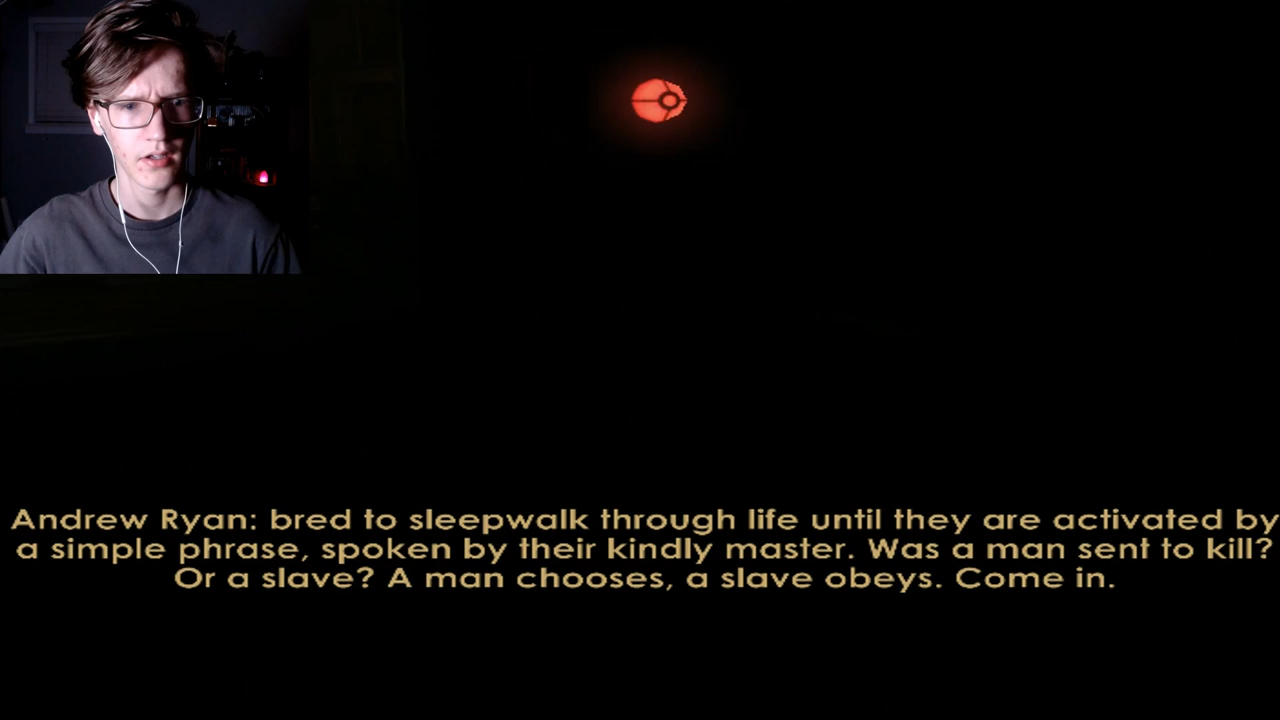 Andrew Ryan: bred to sleepwalk through life until they are activated by
a simple phrase, spoken by their kindly master. Was a man sent to kill?
Or a slave? A man chooses, a slave obeys. Come in.